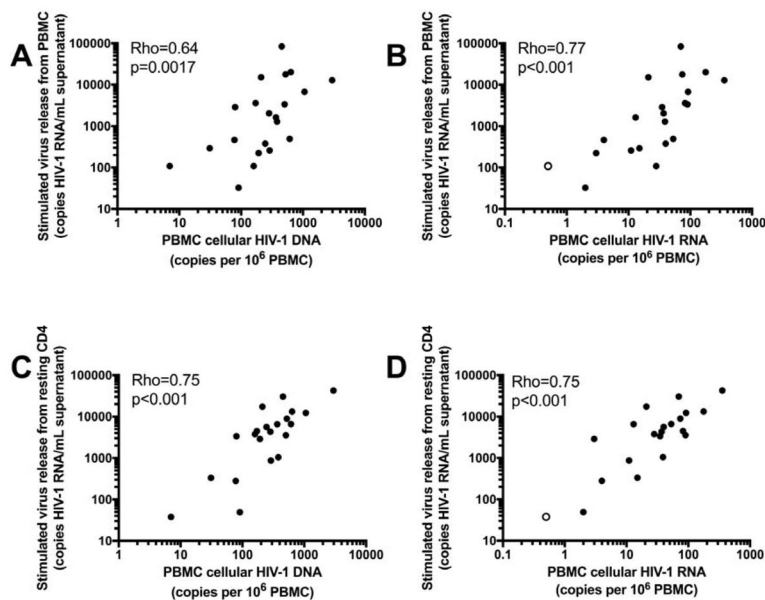 A
Rho=0.64
p=0.0017
Stimulated virus release from PBMC
(copies HIV-1 RNA/mL supernatant)
100000
10000
1000
100
10
1 10 100 1000 10000
PBMC cellular HIV-1 DNA
(copies per 10⁶ PBMC)
B
Rho=0.77
p<0.001
Stimulated virus release from PBMC
(copies HIV-1 RNA/mL supernatant)
100000
10000
1000
100
10
0.1 1 10 100 1000
PBMC cellular HIV-1 RNA
(copies per 10⁶ PBMC)
C
Rho=0.75
p<0.001
Stimulated virus release from resting CD4
(copies HIV-1 RNA/mL supernatant)
100000
10000
1000
100
10
1 10 100 1000 10000
PBMC cellular HIV-1 DNA
(copies per 10⁶ PBMC)
D
Rho=0.75
p<0.001
Stimulated virus release from resting CD4
(copies HIV-1 RNA/mL supernatant)
100000
10000
1000
100
10
0.1 1 10 100 1000
PBMC cellular HIV-1 RNA
(copies per 10⁶ PBMC)